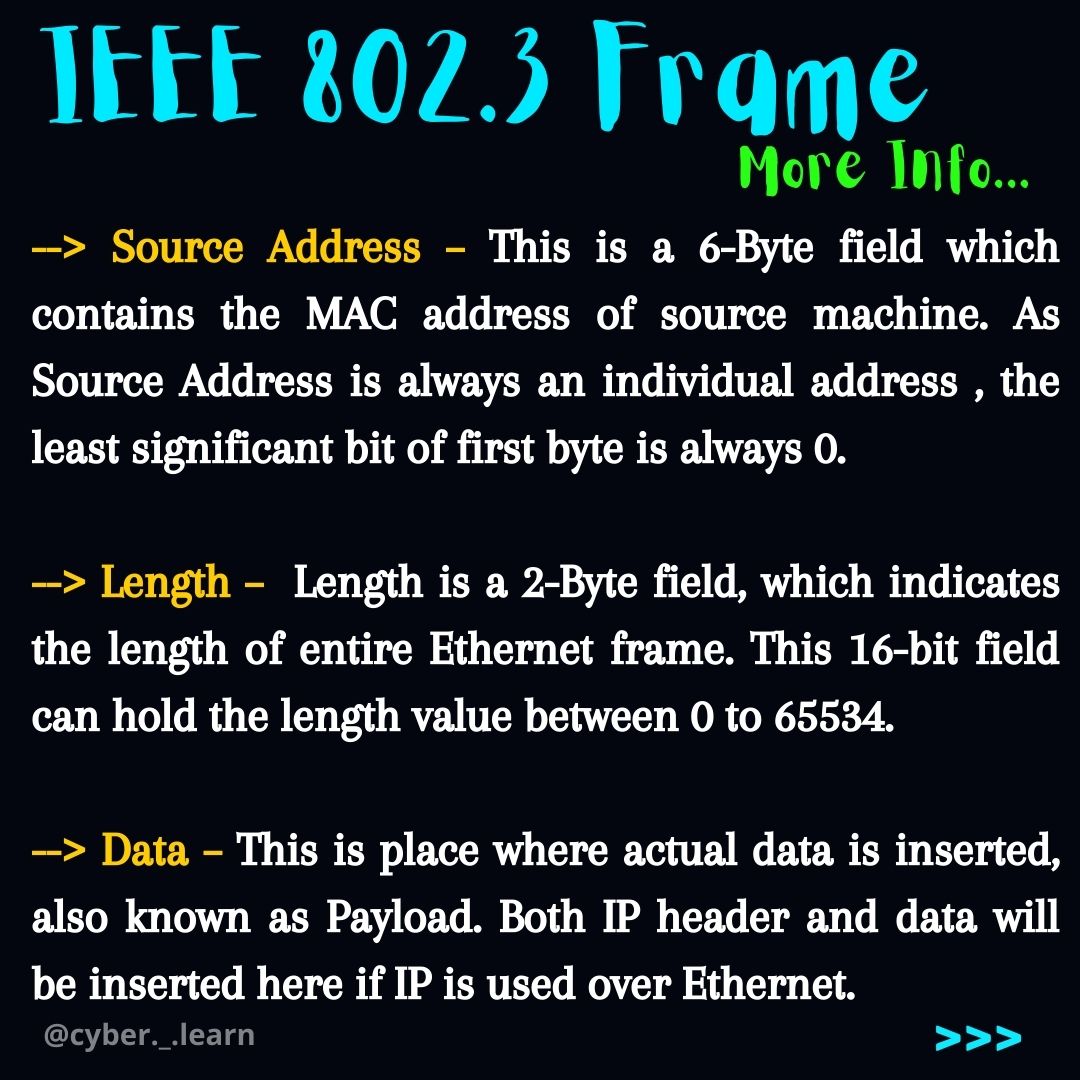 IEEE 802.3 Frame
More Info...
--> Source Address – This is a 6-Byte field which
contains the MAC address of source machine. As
Source Address is always an individual address , the
least significant bit of first byte is always 0.
--> Length – Length is a 2-Byte field, which indicates
the length of entire Ethernet frame. This 16-bit field
can hold the length value between 0 to 65534.
--> Data – This is place where actual data is inserted,
also known as Payload. Both IP header and data will
be inserted here if IP is used over Ethernet.
@cyber._.learn
>>>